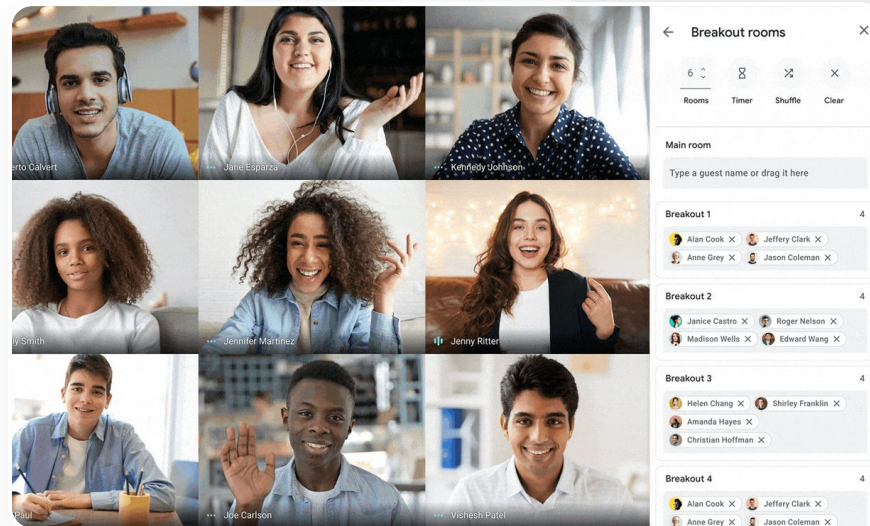 erto Calvert
Jane Esparza
Kennedy Johnson
ly Smith
Jennifer Martinez
Jenny Ritter
Paul
Joe Carlson
Vishesh Patel
Breakout rooms
6
Rooms Timer Shuffle Clear
Main room
Type a guest name or drag it here
Breakout 1 4
Alan Cook Jeffery Clark
Anne Grey Jason Coleman
Breakout 2 4
Janice Castro Roger Nelson
Madison Wells Edward Wang
Breakout 3 4
Helen Chang Shirley Franklin
Amanda Hayes
Christian Hoffman
Breakout 4 4
Alan Cook Jeffery Clark
Anne Grey Jason Coleman